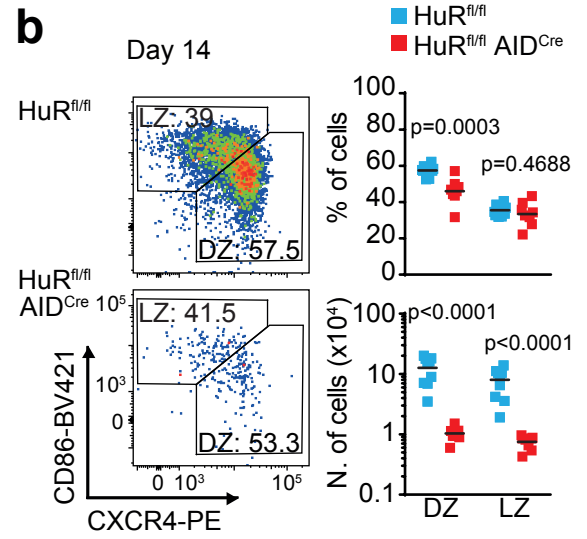 b
Day 14
HuR^fl/fl
HuR^fl/fl AID^Cre
HuR^fl/fl
LZ: 39
DZ: 57.5
HuR^fl/fl
AID^Cre
LZ: 41.5
DZ: 53.3
10^5
10^3
0
0 10^3 10^5
CD86-BV421
CXCR4-PE
100
80
60
40
20
0
% of cells
p=0.0003
p=0.4688
100
10
1
0.1
N. of cells (x10^4)
p<0.0001
p<0.0001
DZ LZ